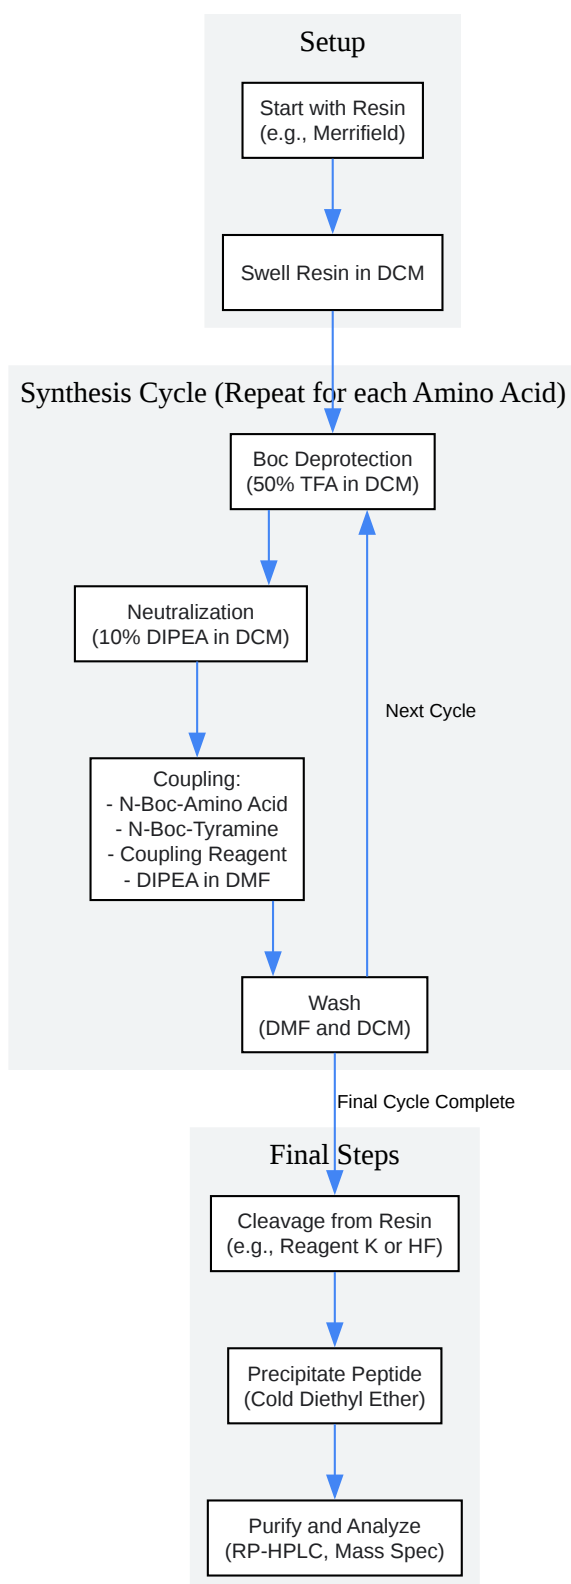 Setup
Start with Resin
(e.g., Merrifield)
Swell Resin in DCM
Synthesis Cycle (Repeat for each Amino Acid)
Boc Deprotection
(50% TFA in DCM)
Neutralization
(10% DIPEA in DCM)
Next Cycle
Coupling:
- N-Boc-Amino Acid
- N-Boc-Tyramine
- Coupling Reagent
- DIPEA in DMF
Wash
(DMF and DCM)
Final Cycle Complete
Final Steps
Cleavage from Resin
(e.g., Reagent K or HF)
Precipitate Peptide
(Cold Diethyl Ether)
Purify and Analyze
(RP-HPLC, Mass Spec)